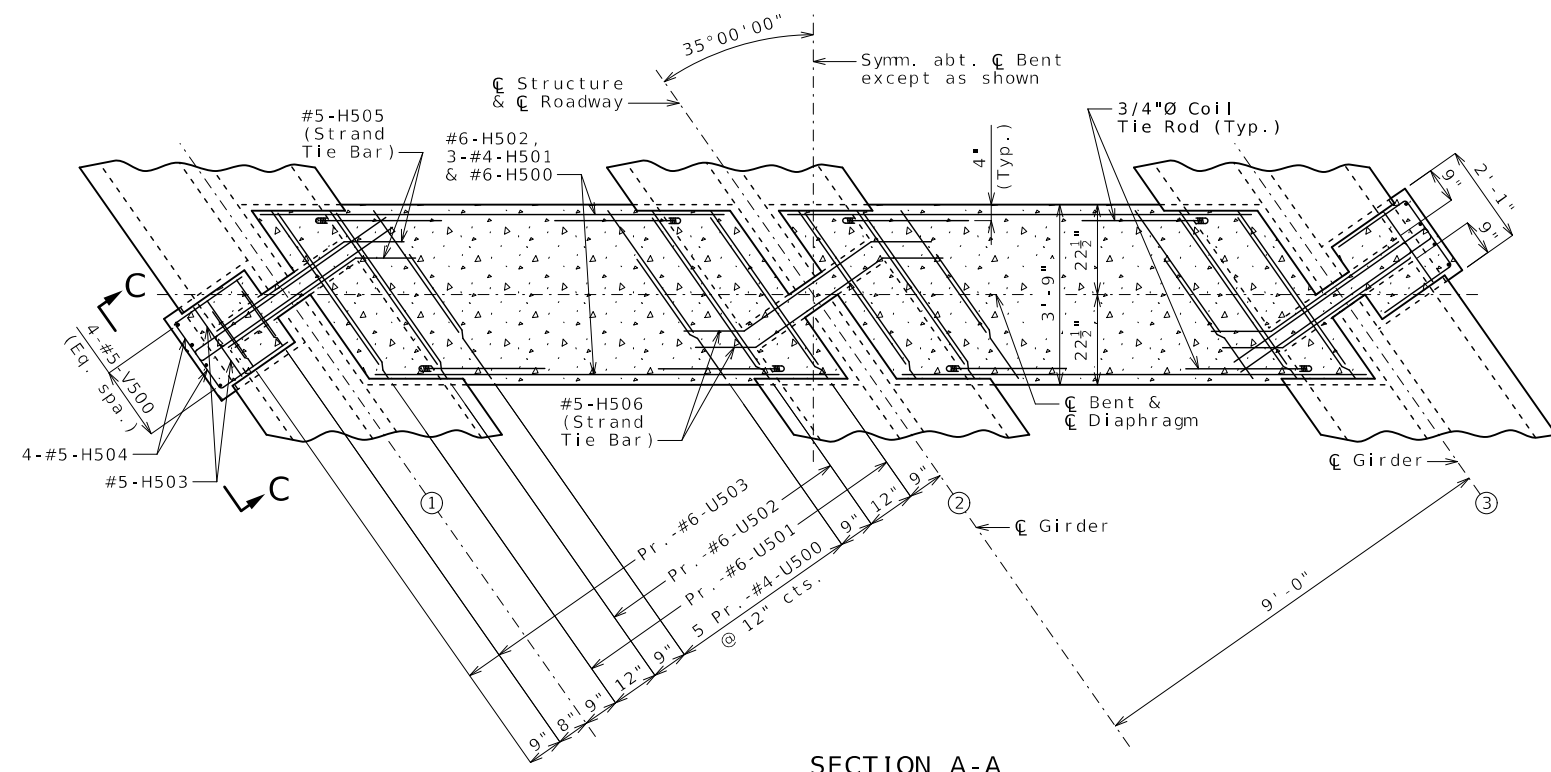 35°00'00"
Symm. abt. ℄ Bent
except as shown
℄ Structure
& ℄ Roadway
3/4"Ø Coil
Tie Rod (Typ.)
#5-H505
(Strand
Tie Bar)
#6-H502,
3-#4-H501
& #6-H500
4"
(Typ.)
9"
2'-1"
9"
C
22½"
3'-9"
22½"
4 #5-V500
(Eq. spa.)
#5-H506
(Strand
Tie Bar)
℄ Bent &
℄ Diaphragm
4-#5-H504
#5-H503
C
℄ Girder
1
2
3
℄ Girder
Pr.-#6-U503
Pr.-#6-U502
Pr.-#6-U501
5 Pr.-#4-U500
@ 12" cts.
9"
12"
9"
9'-0"
9"
8"
9"
12"
9"
SECTION A-A